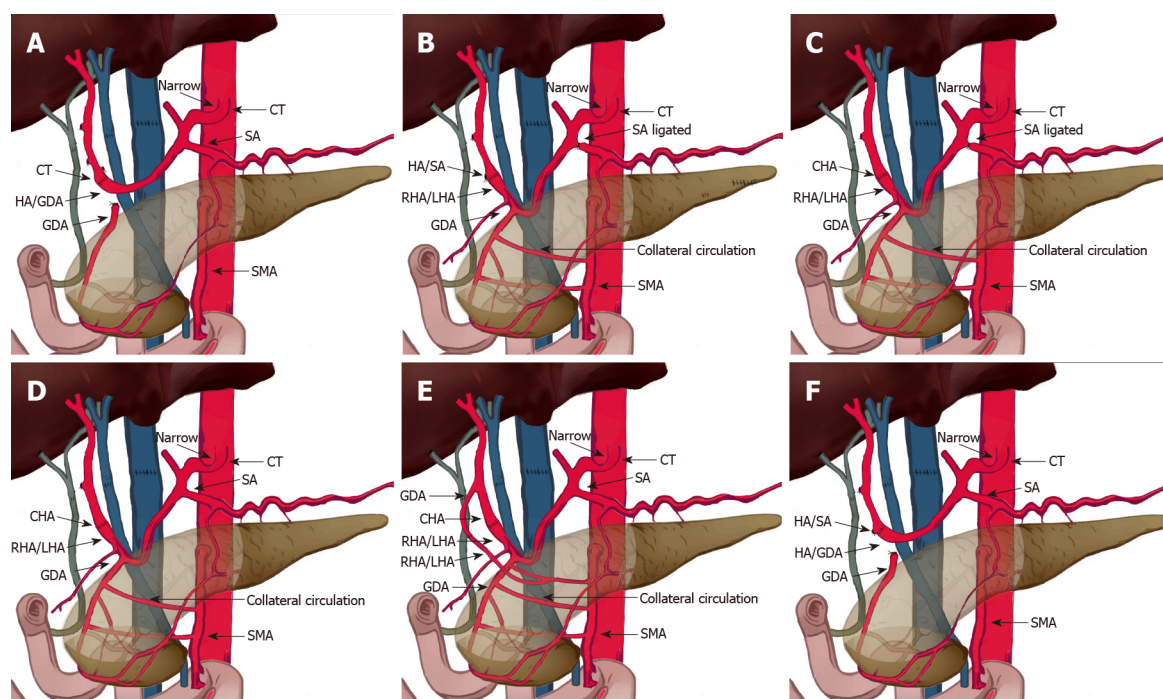 A
Narrow
CT
SA
CT
HA/GDA
GDA
SMA
B
Narrow
CT
SA ligated
HA/SA
RHA/LHA
GDA
Collateral circulation
SMA
C
Narrow
CT
SA ligated
CHA
RHA/LHA
GDA
Collateral circulation
SMA
D
Narrow
CT
SA
CHA
RHA/LHA
GDA
Collateral circulation
SMA
E
Narrow
CT
SA
GDA
CHA
RHA/LHA
RHA/LHA
GDA
Collateral circulation
SMA
F
Narrow
CT
SA
HA/SA
HA/GDA
GDA
SMA